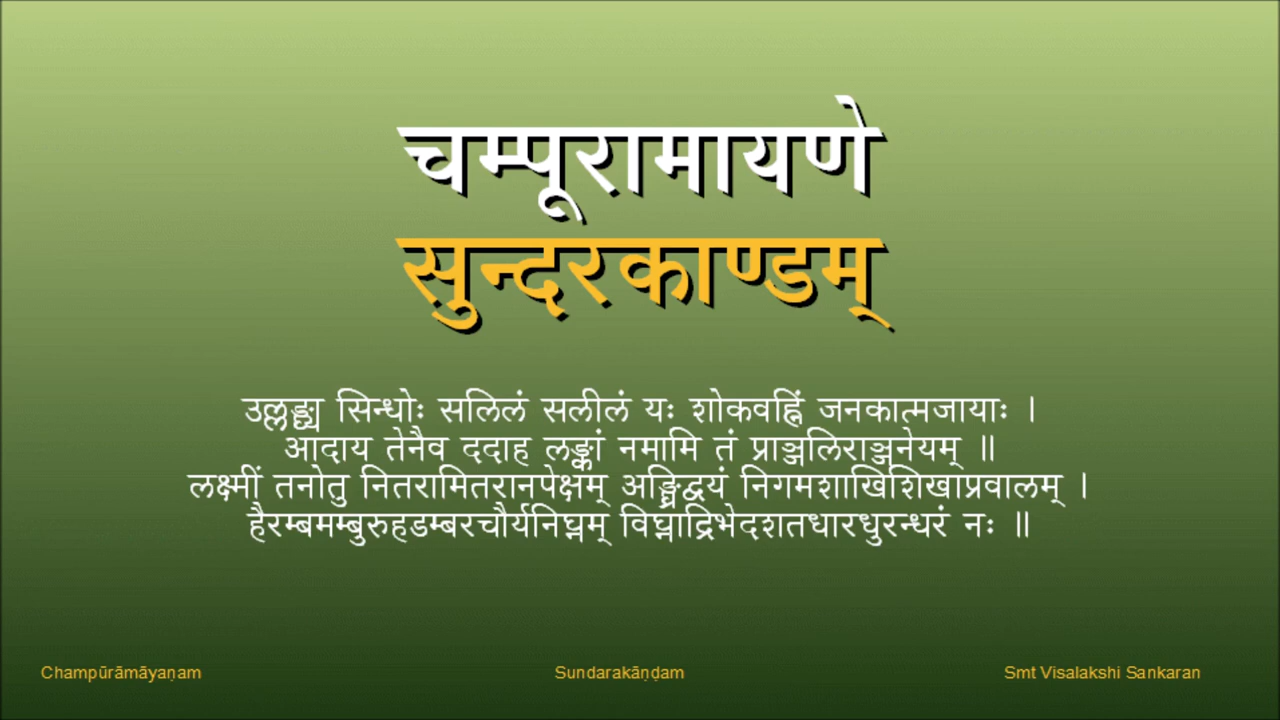 चम्पूरामायणे
सुन्दरकाण्डम्
उल्लङ्घ्य सिन्धोः सलिलं सलीलं यः शोकवह्निं जनकात्मजायाः ।
आदाय तेनैव ददाह लङ्कां नमामि तं प्राञ्जलिराञ्जनेयम् ॥
लक्ष्मीं तनोतु नितरामितरानपेक्षम् अङ्घ्रिद्वयं निगमशाखिशिखाप्रवालम् ।
हैरम्बमम्बुरुहडम्बरचौर्यनिघ्नम् विघ्नाद्रिभेदशतधारधुरन्धरं नः ॥
Champūrāmāyaṇam
Sundarakāṇḍam
Smt Visalakshi Sankaran